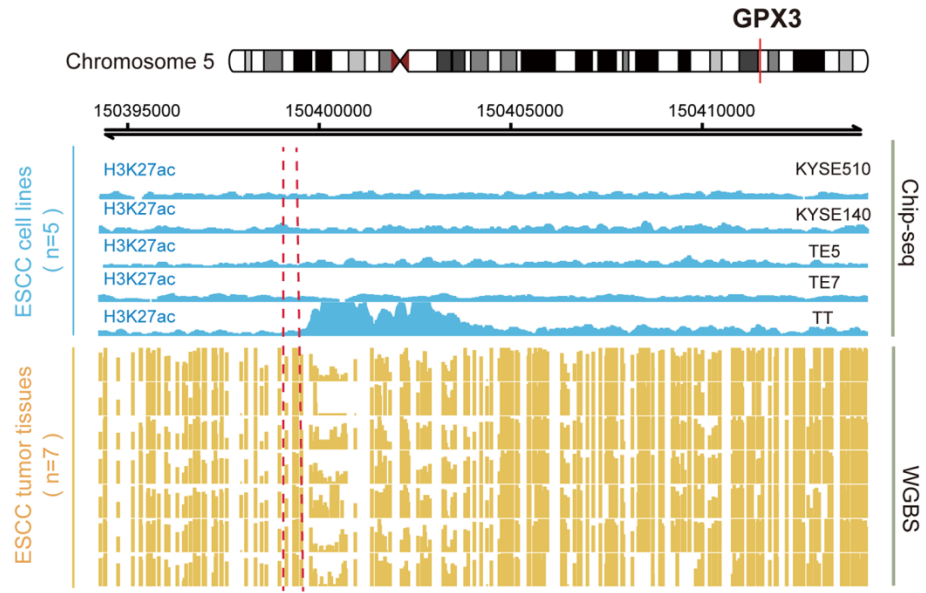 GPX3
Chromosome 5
150395000 150400000 150405000 150410000
H3K27ac KYSE510
H3K27ac KYSE140
H3K27ac TE5
H3K27ac TE7
H3K27ac TT
ESCC cell lines
( n=5 )
Chip-seq
ESCC tumor tissues
( n=7 )
WGBS